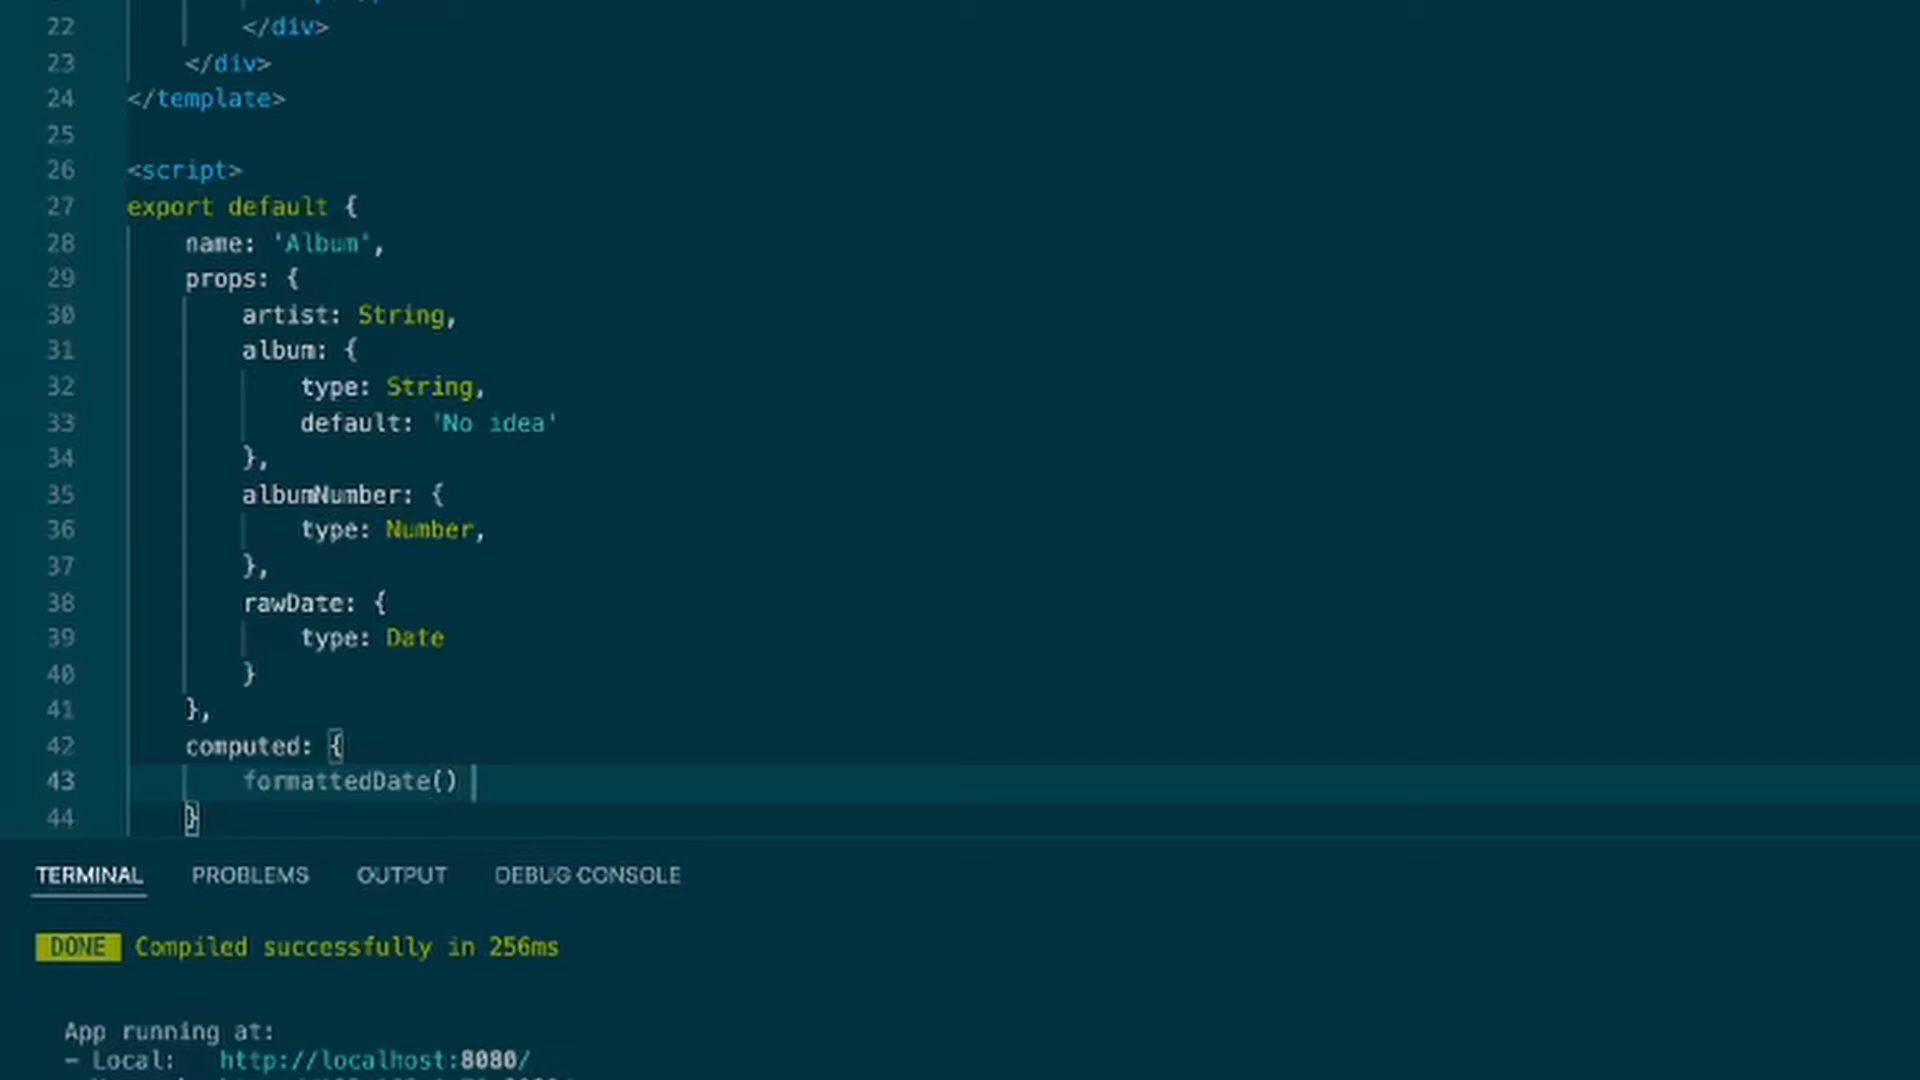 22 </div>
23 </div>
24 </template>
25
26 <script>
27 export default {
28 name: 'Album',
29 props: {
30 artist: String,
31 album: {
32 type: String,
33 default: 'No idea'
34 },
35 albumNumber: {
36 type: Number,
37 },
38 rawDate: {
39 type: Date
40 }
41 },
42 computed: {
43 formattedDate()
44 }
TERMINAL PROBLEMS OUTPUT DEBUG CONSOLE
DONE Compiled successfully in 256ms
App running at:
- Local: http://localhost:8080/